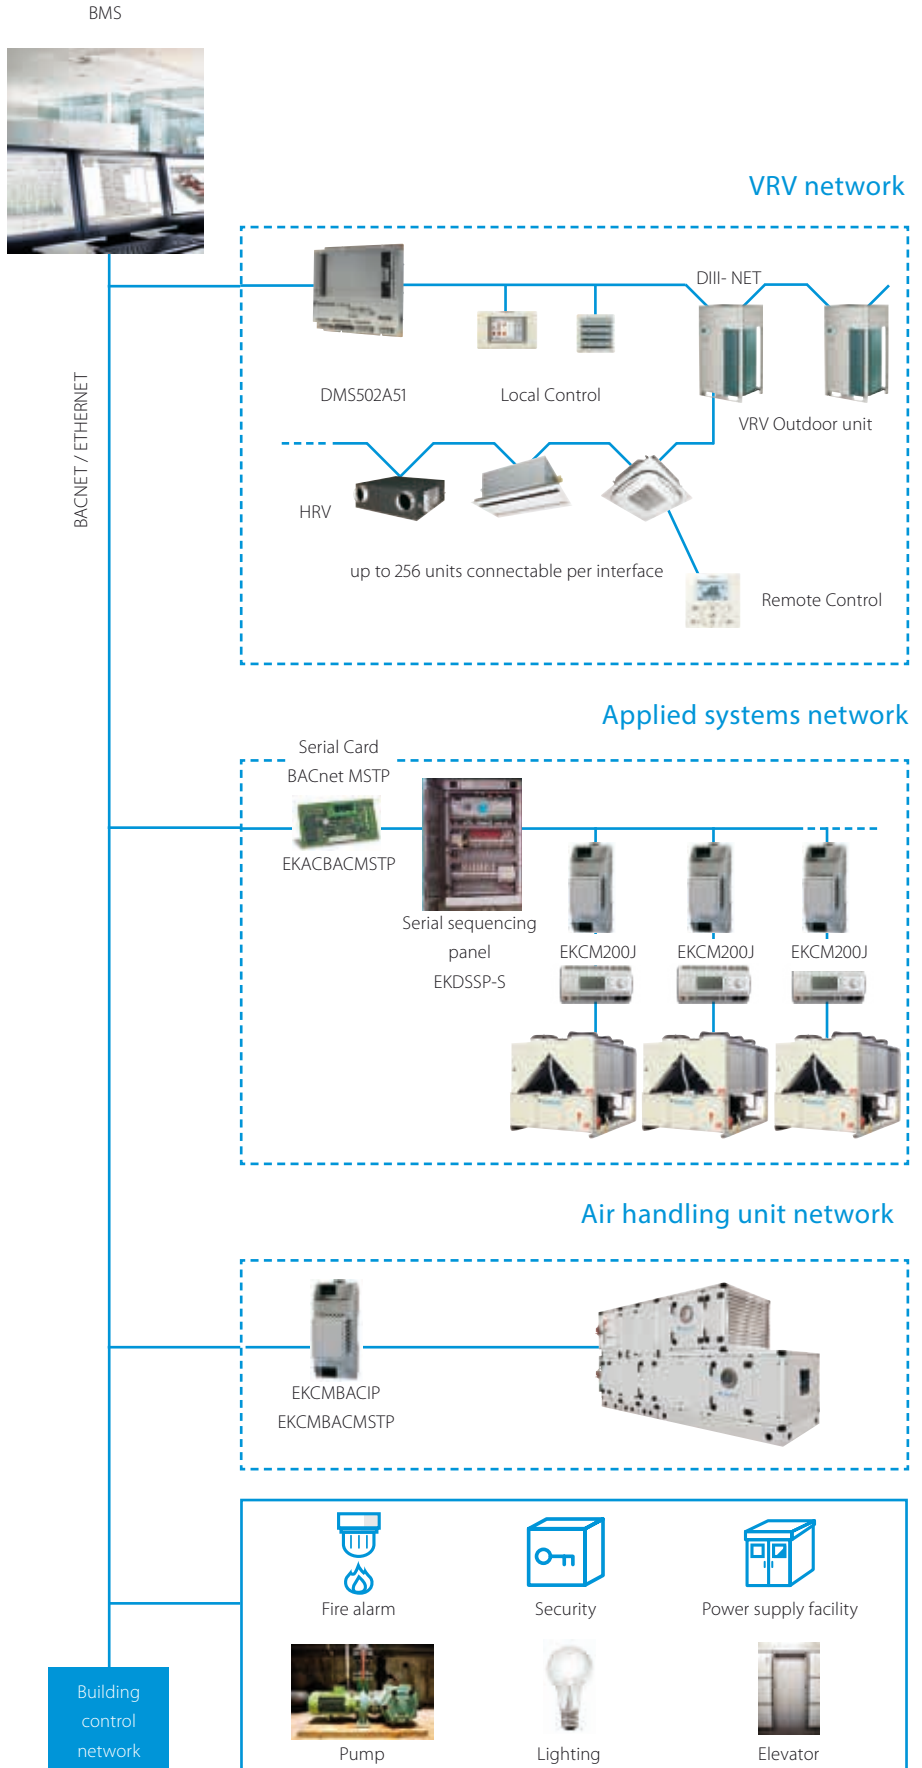 BMS
VRV network
DIII- NET
BACNET / ETHERNET
DMS502A51
Local Control
VRV Outdoor unit
HRV
up to 256 units connectable per interface
Remote Control
Applied systems network
Serial Card
BACnet MSTP
EKACBACMSTP
Serial sequencing
panel
EKDSSP-S
EKCM200J
EKCM200J
EKCM200J
Air handling unit network
EKCMBACIP
EKCMBACMSTP
Fire alarm
Security
Power supply facility
Building
control
network
Pump
Lighting
Elevator